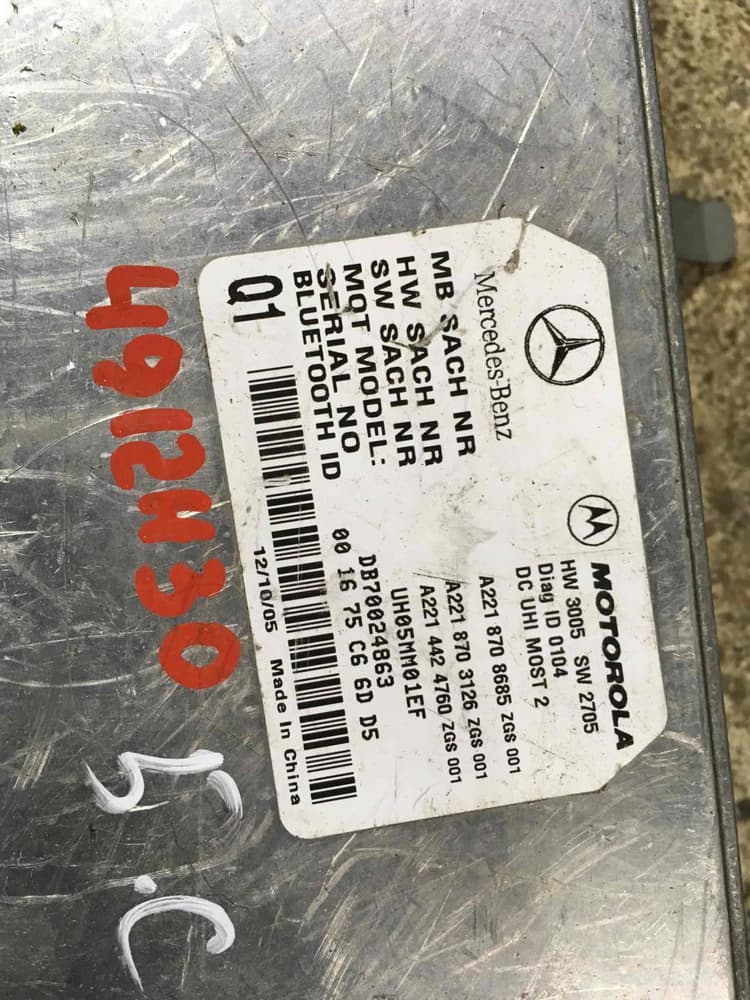 Mercedes-Benz
MOTOROLA
HW 3005 SW 2705
Diag ID 0104
DC UHI MOST 2
MB SACH NR A221 870 8685 ZGS 001
HW SACH NR A221 870 3126 ZGS 001
SW SACH NR A221 442 4760 ZGS 001
MOT MODEL: UH05MM01EF
SERIAL NO DB70024863
BLUETOOTH ID 00 16 75 C6 6D D5
Q1
12/10/05 Made In China
4912H30
5.C